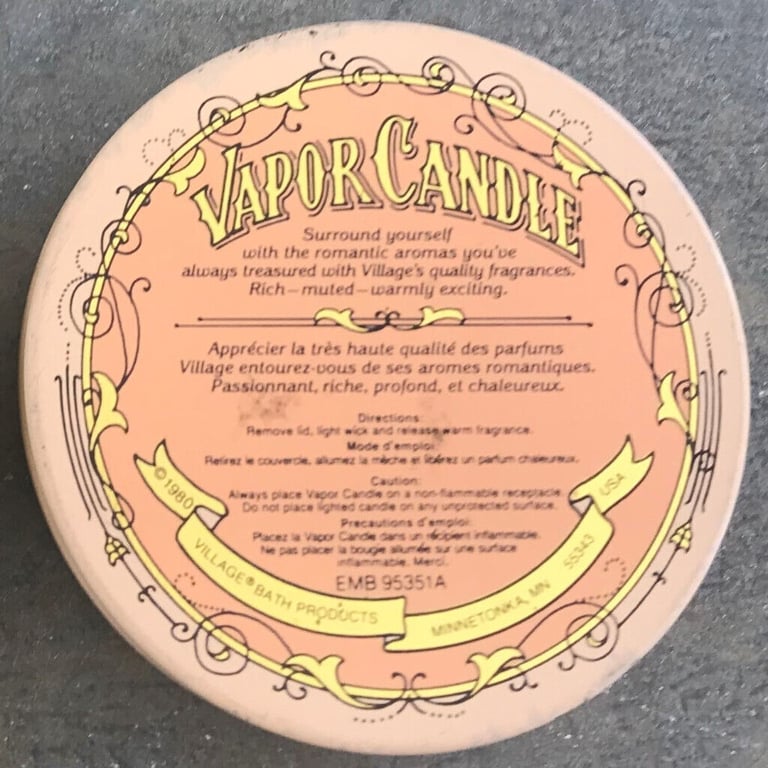 VAPOR CANDLE
Surround yourself
with the romantic aromas you've
always treasured with Village's quality fragrances.
Rich—muted—warmly exciting.
Apprécier la très haute qualité des parfums
Village entourez-vous de ses aromes romantiques.
Passionnant, riche, profond, et chaleureux.
Directions:
Remove lid, light wick and release warm fragrance.
Mode d'emploi:
Retirez le couvercle, allumez la mèche et libérez un parfum chaleureux.
Caution:
Always place Vapor Candle on a non-flammable receptacle.
Do not place lighted candle on any unprotected surface.
Precautions d'emploi:
Placez la Vapor Candle dans un récipient inflammable.
Ne pas placer la bougie allumée sur une surface
inflammable. Merci.
EMB 95351A
©1980
VILLAGE® BATH PRODUCTS
MINNETONKA, MN 55343
USA